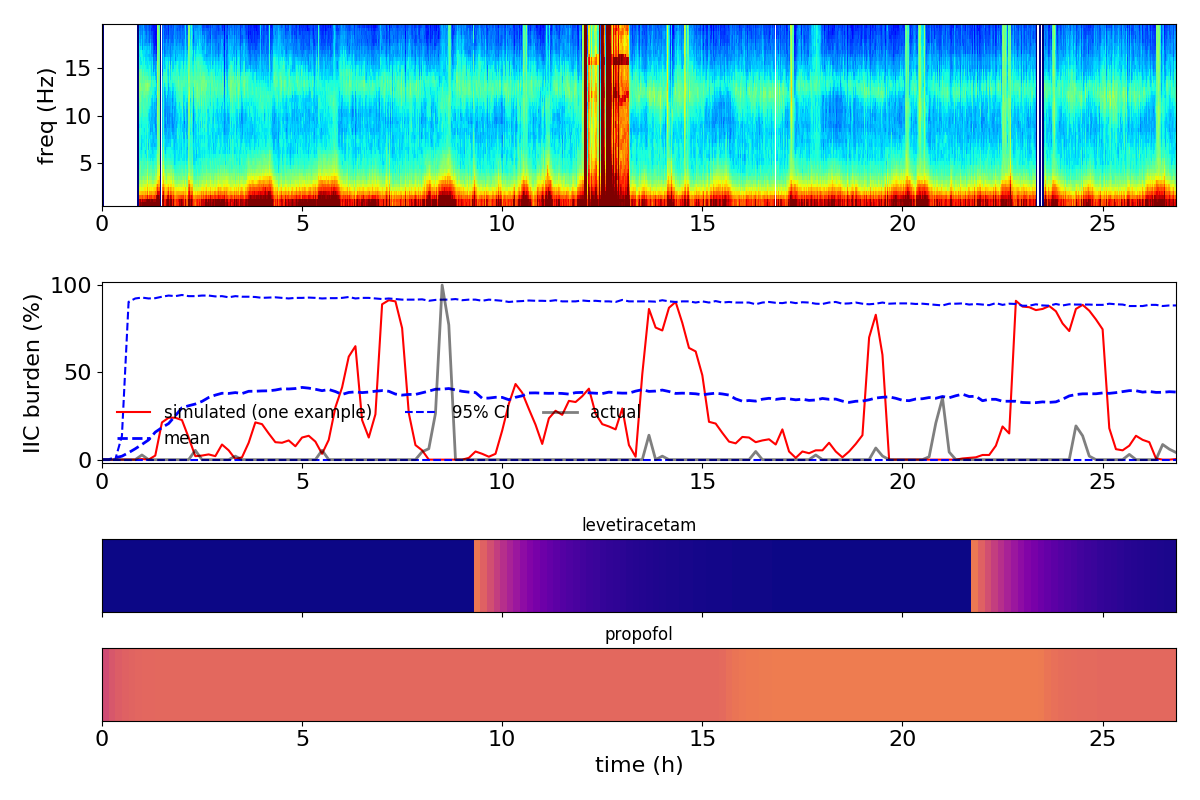 freq (Hz)
15
10
5
0 5 10 15 20 25
IIC burden (%)
100
50
0
simulated (one example) 95% CI actual
mean
0 5 10 15 20 25
levetiracetam
propofol
0 5 10 15 20 25
time (h)